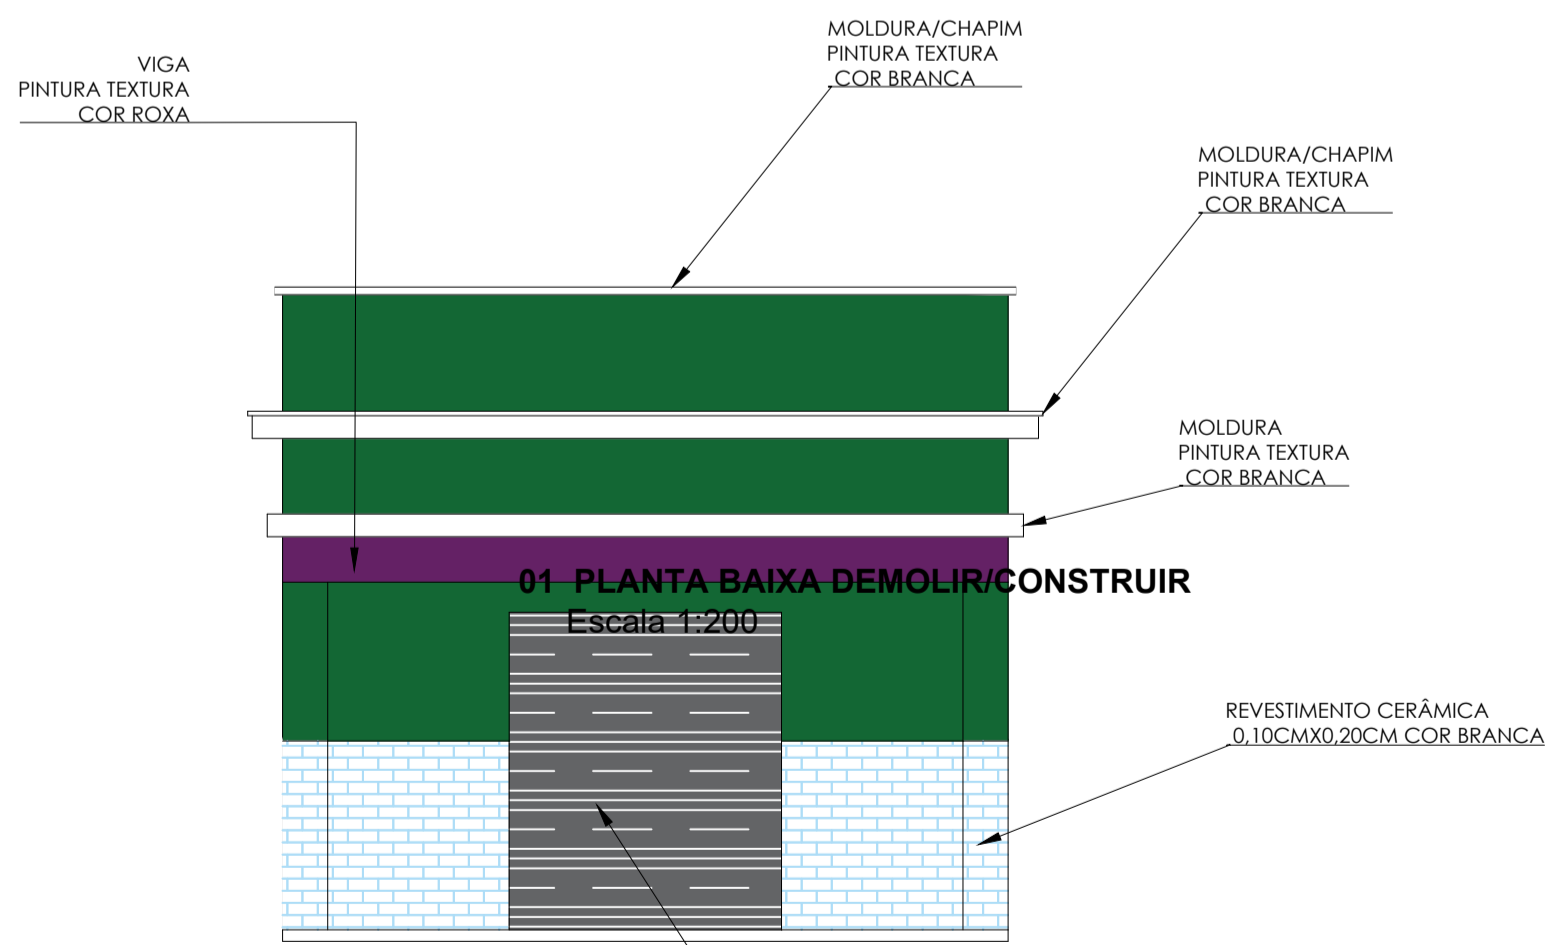 MOLDURA/CHAPIM
PINTURA TEXTURA
COR BRANCA
VIGA
PINTURA TEXTURA
COR ROXA
MOLDURA/CHAPIM
PINTURA TEXTURA
COR BRANCA
MOLDURA
PINTURA TEXTURA
COR BRANCA
01 PLANTA BAIXA DEMOLIR/CONSTRUIR
Escala 1:200
REVESTIMENTO CERÂMICA
0,10CMX0,20CM COR BRANCA